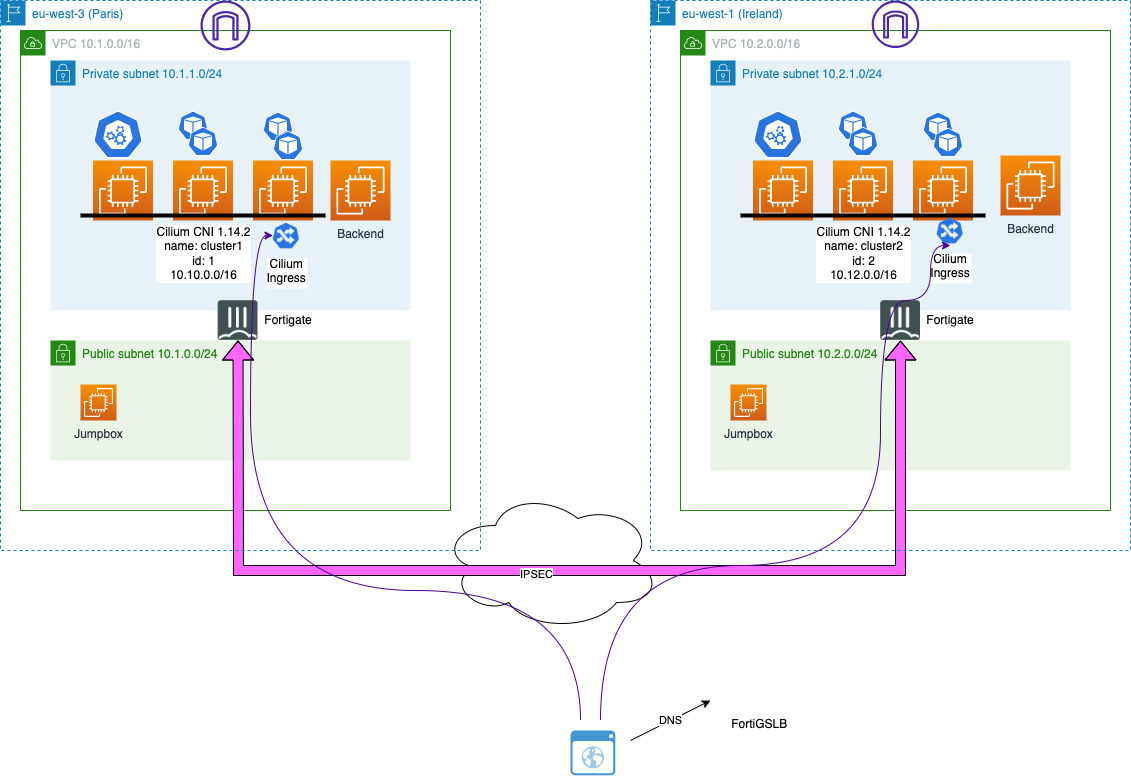 eu-west-3 (Paris)
VPC 10.1.0.0/16
Private subnet 10.1.1.0/24
Cilium CNI 1.14.2
name: cluster1
id: 1
10.10.0.0/16
Cilium
Ingress
Backend
Fortigate
Public subnet 10.1.0.0/24
Jumpbox
eu-west-1 (Ireland)
VPC 10.2.0.0/16
Private subnet 10.2.1.0/24
Cilium CNI 1.14.2
name: cluster2
id: 2
10.12.0.0/16
Cilium
Ingress
Backend
Fortigate
Public subnet 10.2.0.0/24
Jumpbox
IPSEC
DNS
FortiGSLB